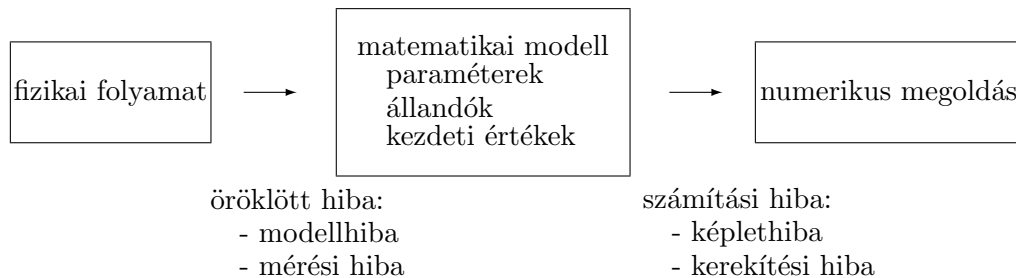 fizikai folyamat
matematikai modell
paraméterek
állandók
kezdeti értékek
numerikus megoldás
öröklött hiba:
- modellhiba
- mérési hiba
számítási hiba:
- képlethiba
- kerekítési hiba